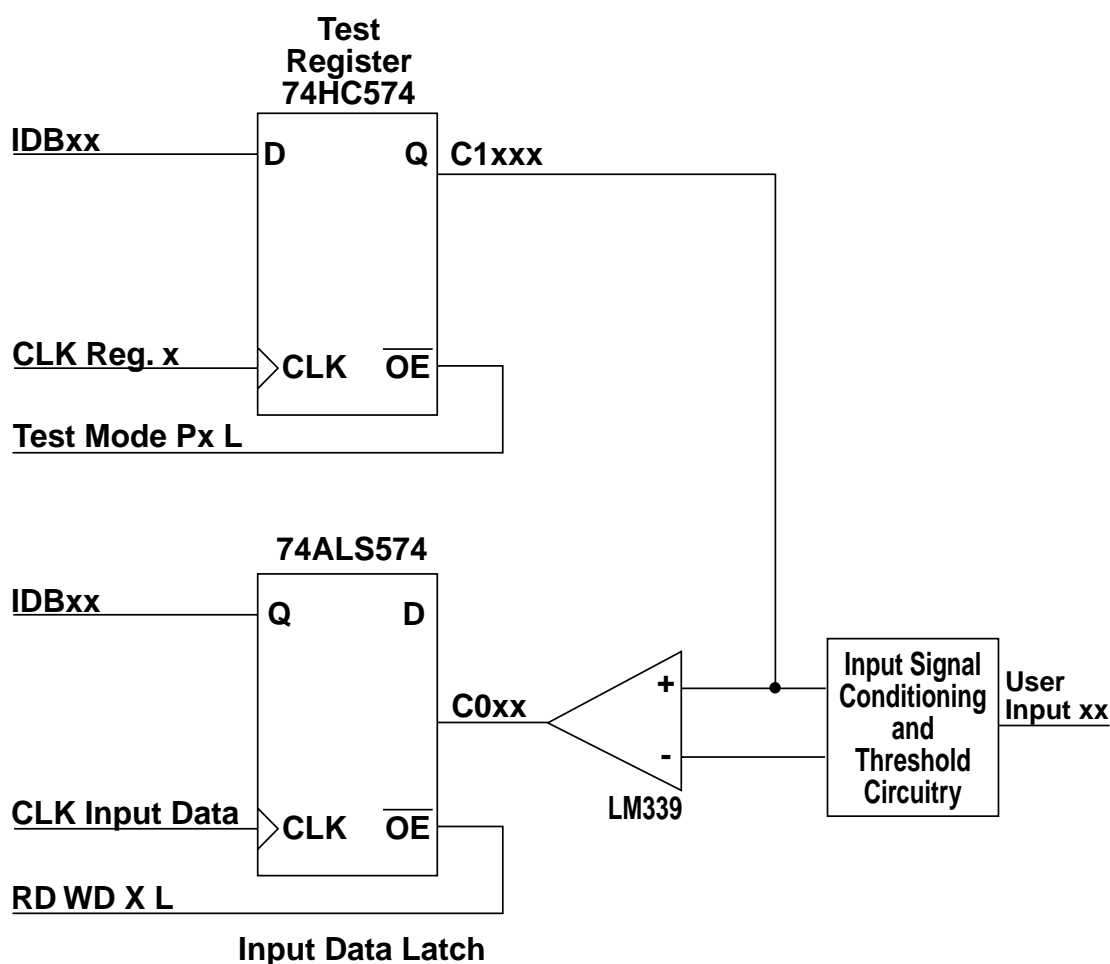 Test
Register
74HC574
IDBxx
D
Q
C1xxx
CLK Reg. x
CLK
OE
Test Mode Px L
74ALS574
IDBxx
Q
D
C0xx
+
-
LM339
Input Signal
Conditioning
and
Threshold
Circuitry
User
Input xx
CLK Input Data
CLK
OE
RD WD X L
Input Data Latch